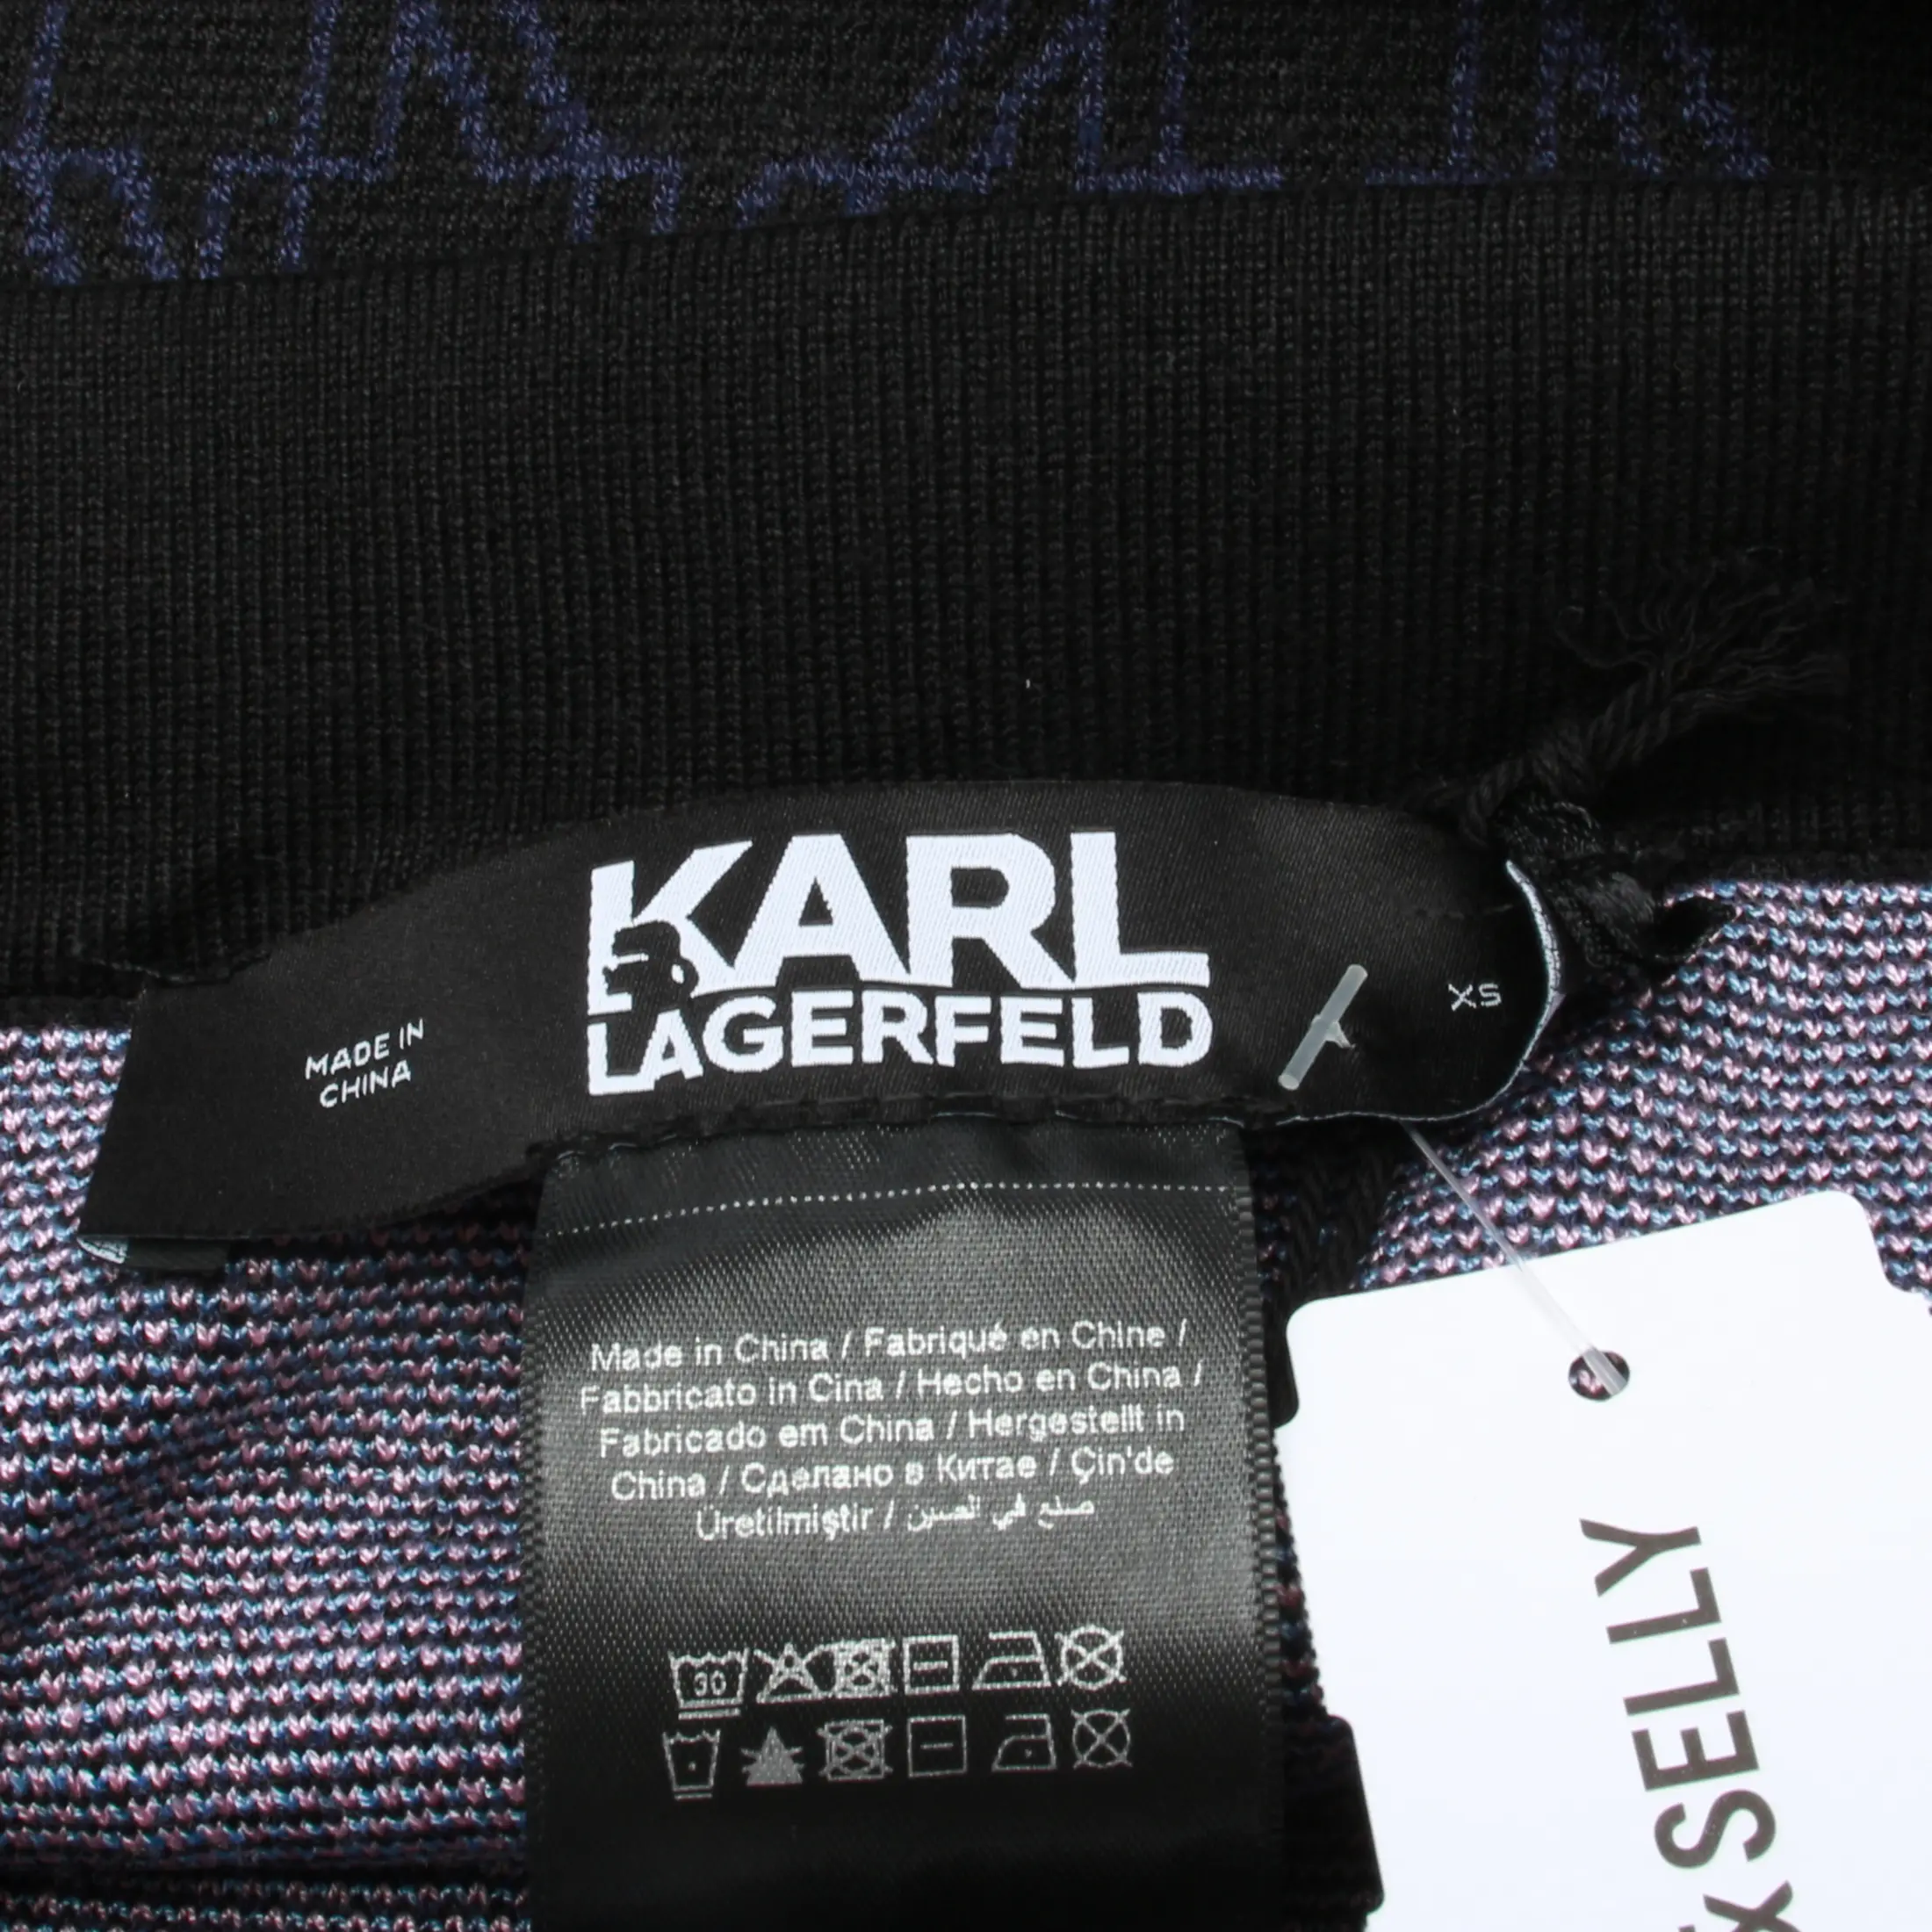 KARL
LAGERFELD
MADE IN
CHINA
XS
Made in China / Fabriqué en Chine /
Fabbricato in Cina / Hecho en China /
Fabricado em China / Hergestellt in
China / Сделано в Китае / Çin'de
Üretilmiştir / صنع في الصين
30
XSELLY